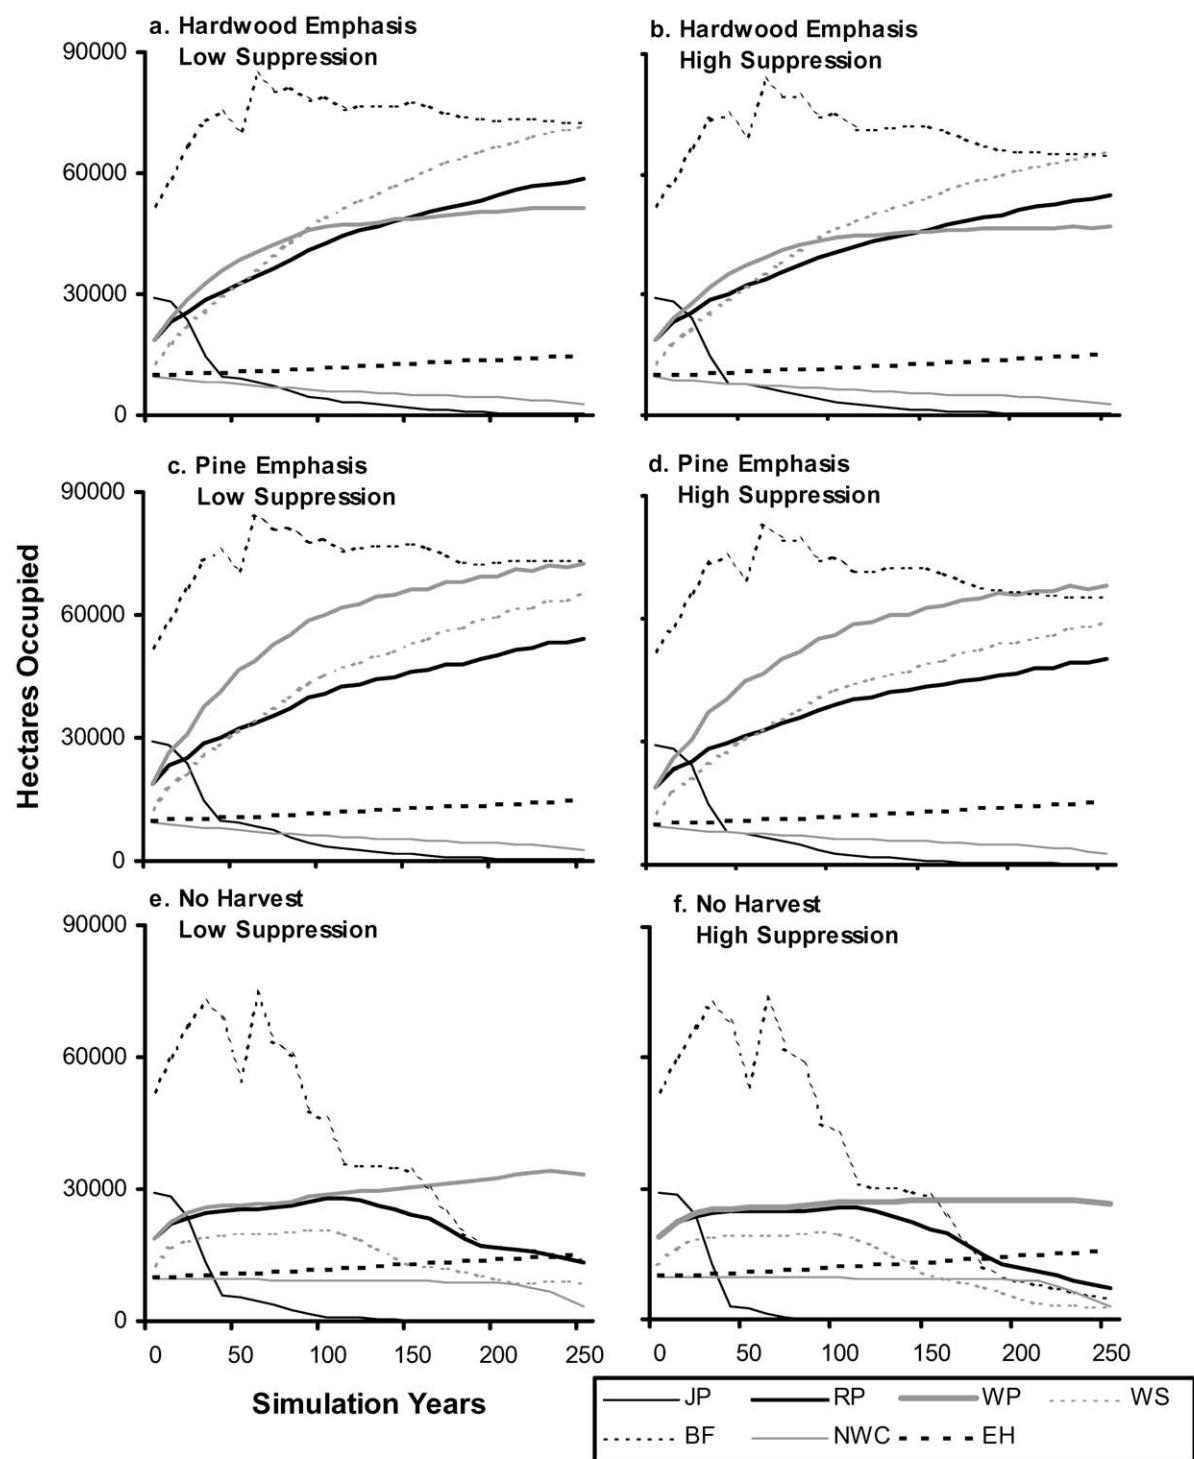 a. Hardwood Emphasis
Low Suppression
b. Hardwood Emphasis
High Suppression
90000
60000
30000
0
c. Pine Emphasis
Low Suppression
d. Pine Emphasis
High Suppression
90000
60000
30000
0
Hectares Occupied
e. No Harvest
Low Suppression
f. No Harvest
High Suppression
90000
60000
30000
0
0 50 100 150 200 250
0 50 100 150 200 250
Simulation Years
JP RP WP WS
BF NWC EH